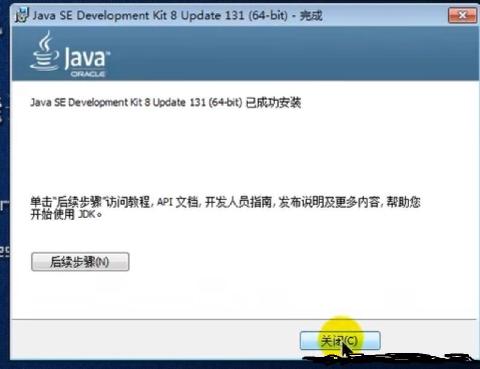 Java SE Development Kit 8 Update 131 (64-bit) - 完成
Java
ORACLE
Java SE Development Kit 8 Update 131 (64-bit) 已成功安装
单击“后续步骤”访问教程, API 文档, 开发人员指南, 发布说明及更多内容, 帮助您
开始使用 JDK。
后续步骤(N)
关闭(C)